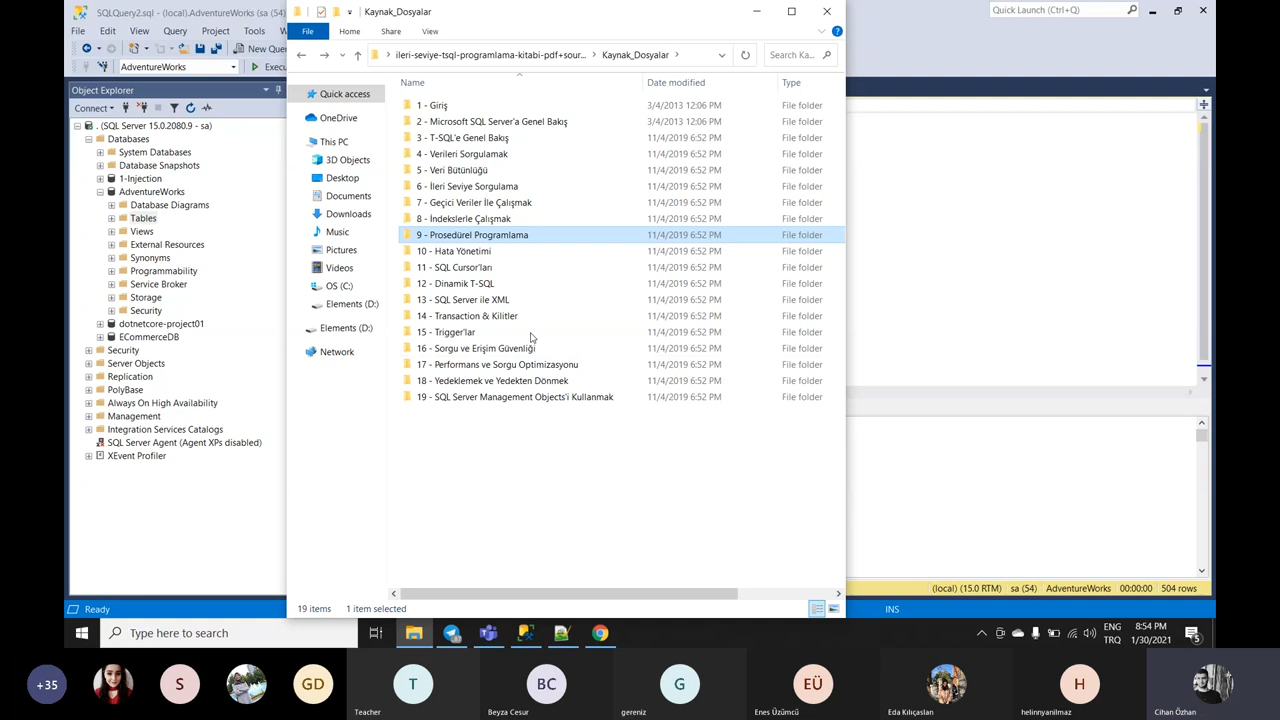 SQLQuery2.sql - (local).AdventureWorks (sa (54)
Kaynak_Dosyalar
Quick Launch (Ctrl+Q)
File Edit View Query Project Tools
File Home Share View
New Query
AdventureWorks
Execu
ileri-seviye-tsql-programlama-kitabi-pdf+sour...
Kaynak_Dosyalar
Search Ka...
Object Explorer
Connect
. (SQL Server 15.0.2080.9 - sa)
Databases
System Databases
Database Snapshots
1-Injection
AdventureWorks
Database Diagrams
Tables
Views
External Resources
Synonyms
Programmability
Service Broker
Storage
Security
dotnetcore-project01
ECommerceDB
Security
Server Objects
Replication
PolyBase
Always On High Availability
Management
Integration Services Catalogs
SQL Server Agent (Agent XPs disabled)
XEvent Profiler
Quick access
OneDrive
This PC
3D Objects
Desktop
Documents
Downloads
Music
Pictures
Videos
OS (C:)
Elements (D:)
Elements (D:)
Network
Name Date modified Type
1 - Giriş 3/4/2013 12:06 PM File folder
2 - Microsoft SQL Server'a Genel Bakış 3/4/2013 12:06 PM File folder
3 - T-SQL'e Genel Bakış 11/4/2019 6:52 PM File folder
4 - Verileri Sorgulamak 11/4/2019 6:52 PM File folder
5 - Veri Bütünlüğü 11/4/2019 6:52 PM File folder
6 - İleri Seviye Sorgulama 11/4/2019 6:52 PM File folder
7 - Geçici Veriler İle Çalışmak 11/4/2019 6:52 PM File folder
8 - İndekslerle Çalışmak 11/4/2019 6:52 PM File folder
9 - Prosedürel Programlama 11/4/2019 6:52 PM File folder
10 - Hata Yönetimi 11/4/2019 6:52 PM File folder
11 - SQL Cursor'ları 11/4/2019 6:52 PM File folder
12 - Dinamik T-SQL 11/4/2019 6:52 PM File folder
13 - SQL Server ile XML 11/4/2019 6:52 PM File folder
14 - Transaction & Kilitler 11/4/2019 6:52 PM File folder
15 - Trigger'lar 11/4/2019 6:52 PM File folder
16 - Sorgu ve Erişim Güvenliği 11/4/2019 6:52 PM File folder
17 - Performans ve Sorgu Optimizasyonu 11/4/2019 6:52 PM File folder
18 - Yedeklemek ve Yedekten Dönmek 11/4/2019 6:52 PM File folder
19 - SQL Server Management Objects'i Kullanmak 11/4/2019 6:52 PM File folder
(local) (15.0 RTM) sa (54) AdventureWorks 00:00:00 504 rows
19 items 1 item selected
Ready
INS
Type here to search
ENG
TRQ
8:54 PM
1/30/2021
5
+35
S
GD
T
BC
G
EÜ
H
Teacher
Beyza Cesur
gereniz
Enes Üzümcü
Eda Kılıçaslan
helinnyanilmaz
Cihan Özhan